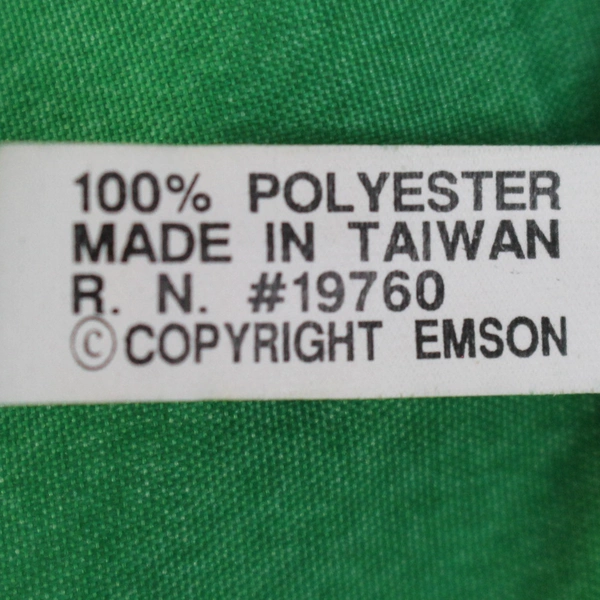 100% POLYESTER
MADE IN TAIWAN
R. N. #19760
©COPYRIGHT EMSON